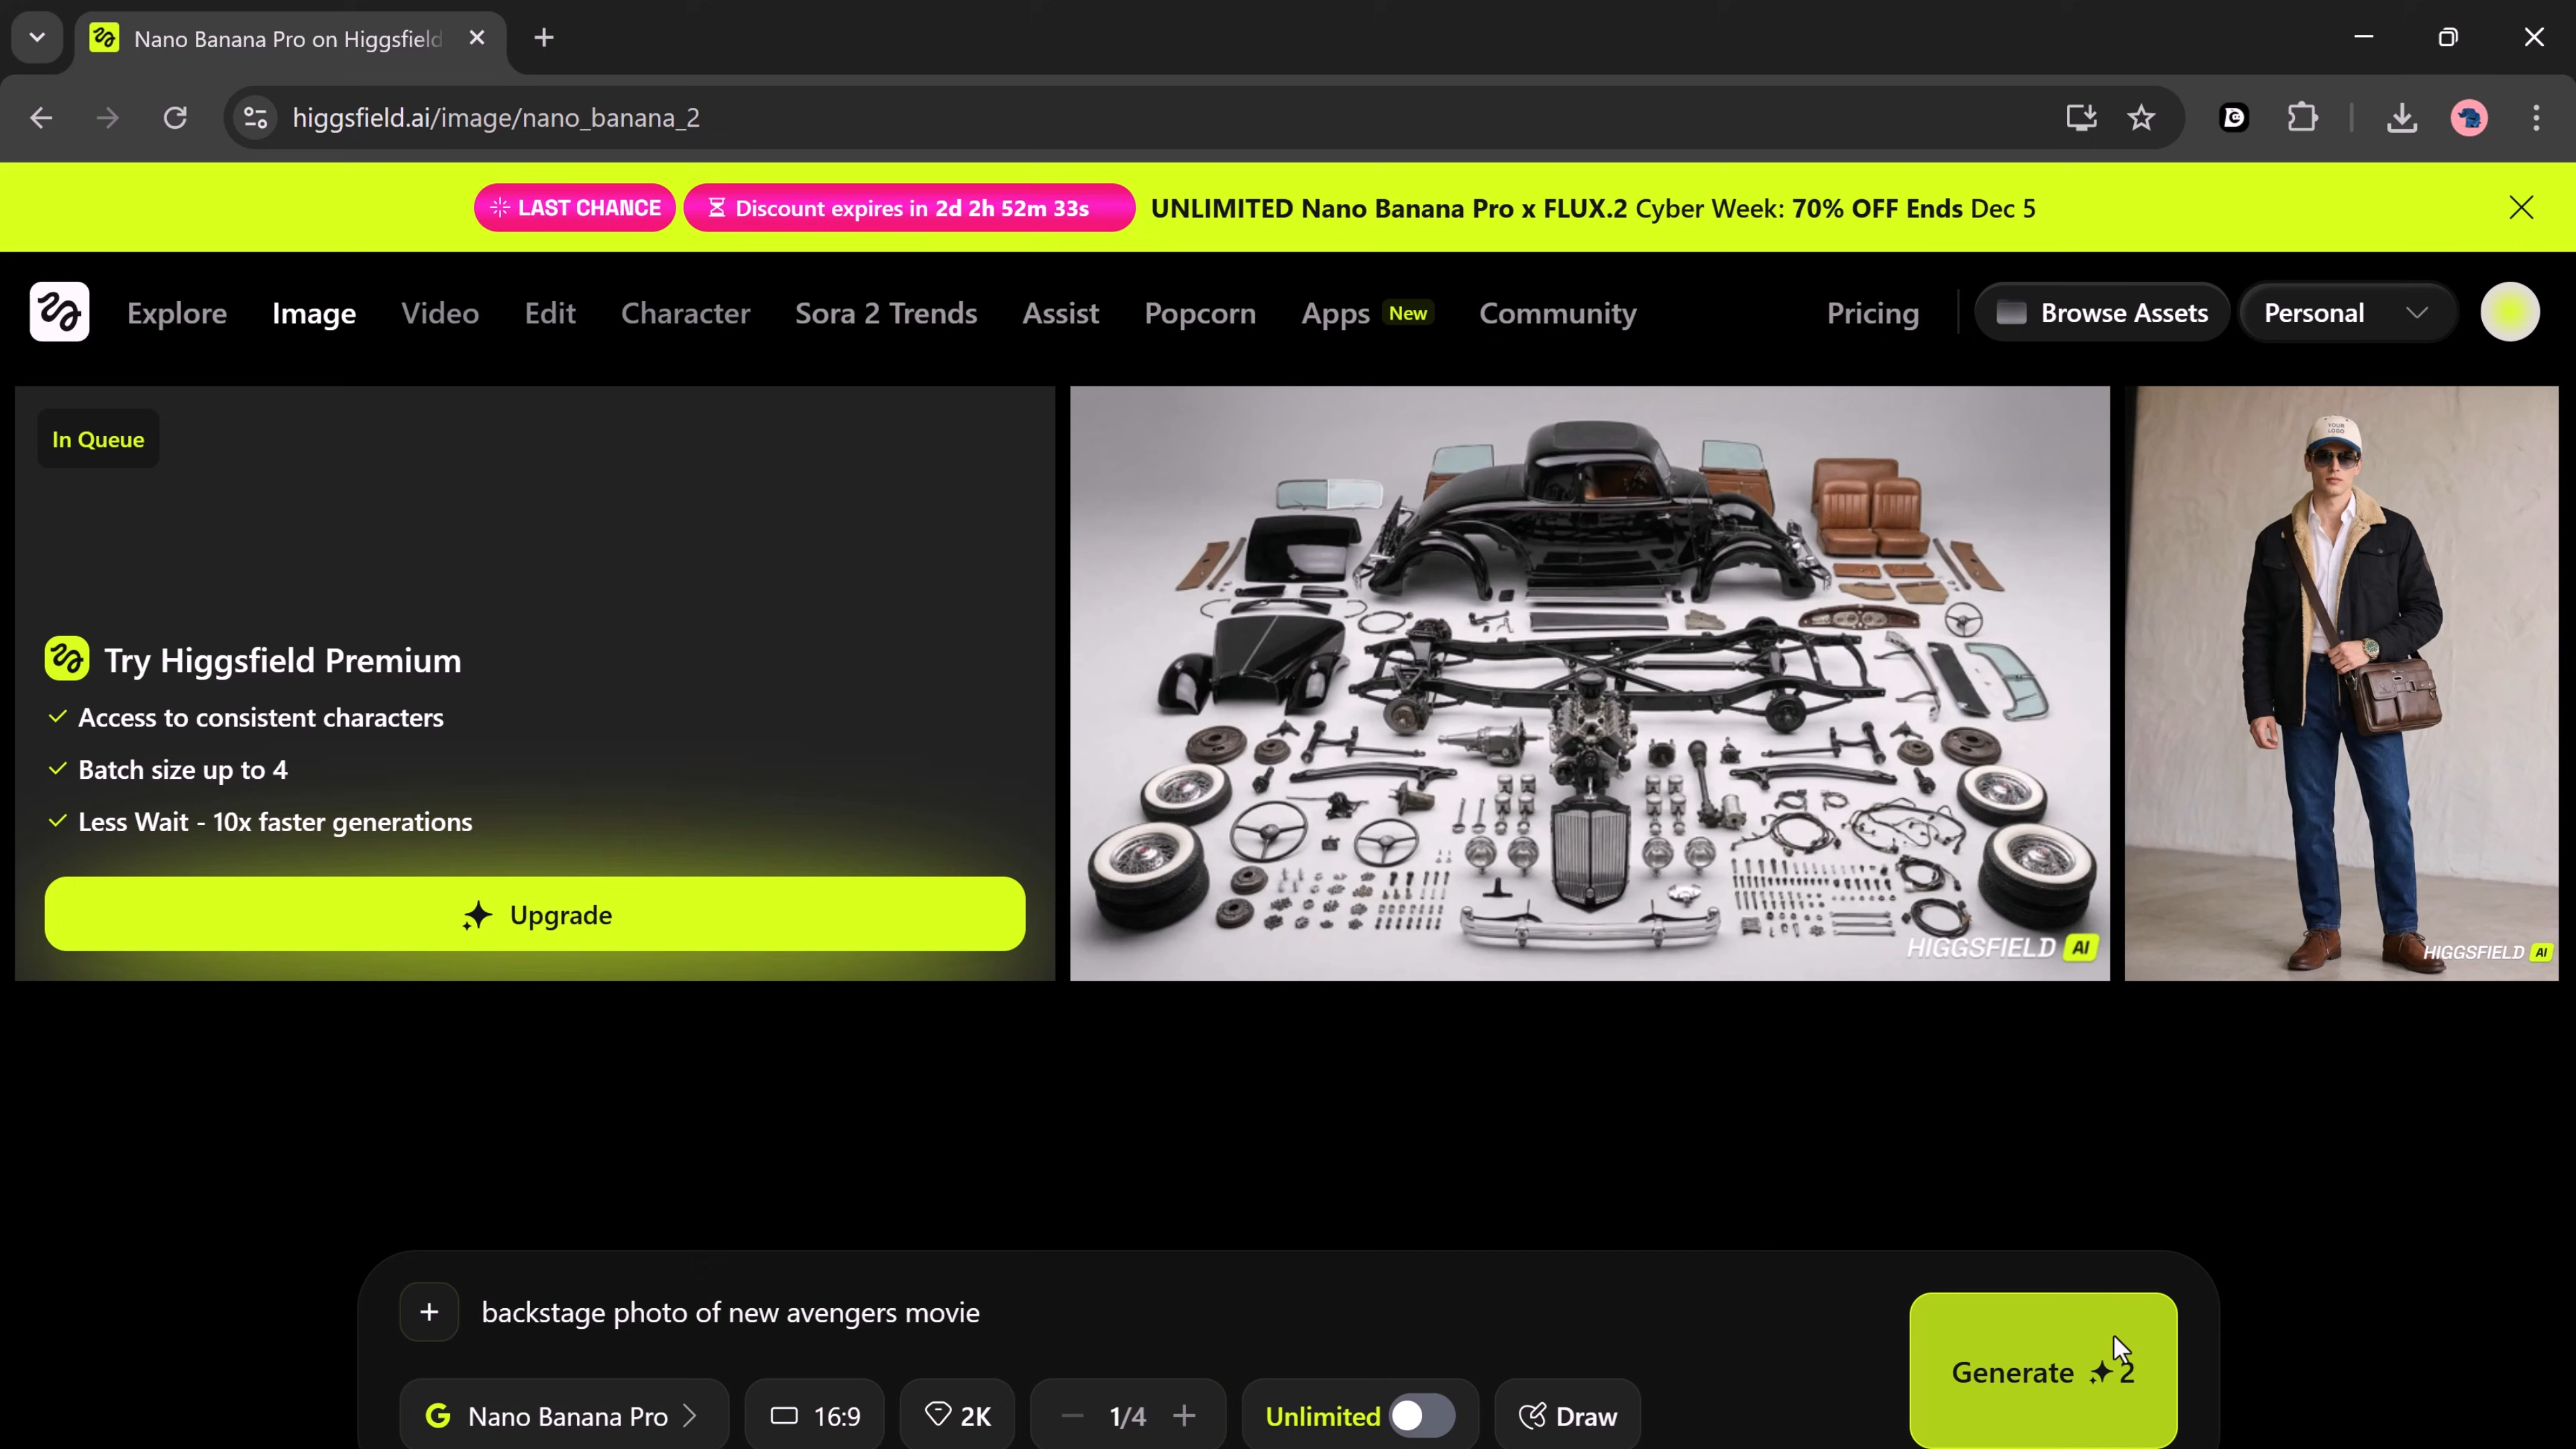 Nano Banana Pro on Higgsfield
higgsfield.ai/image/nano_banana_2
LAST CHANCE Discount expires in 2d 2h 52m 33s UNLIMITED Nano Banana Pro x FLUX.2 Cyber Week: 70% OFF Ends Dec 5
Explore Image Video Edit Character Sora 2 Trends Assist Popcorn Apps New Community Pricing Browse Assets Personal
In Queue
YOUR
LOGO
Try Higgsfield Premium
Access to consistent characters
Batch size up to 4
Less Wait - 10x faster generations
Upgrade
HIGGSFIELD AI
HIGGSFIELD AI
backstage photo of new avengers movie
Generate 2
Nano Banana Pro 16:9 2K 1/4 Unlimited Draw